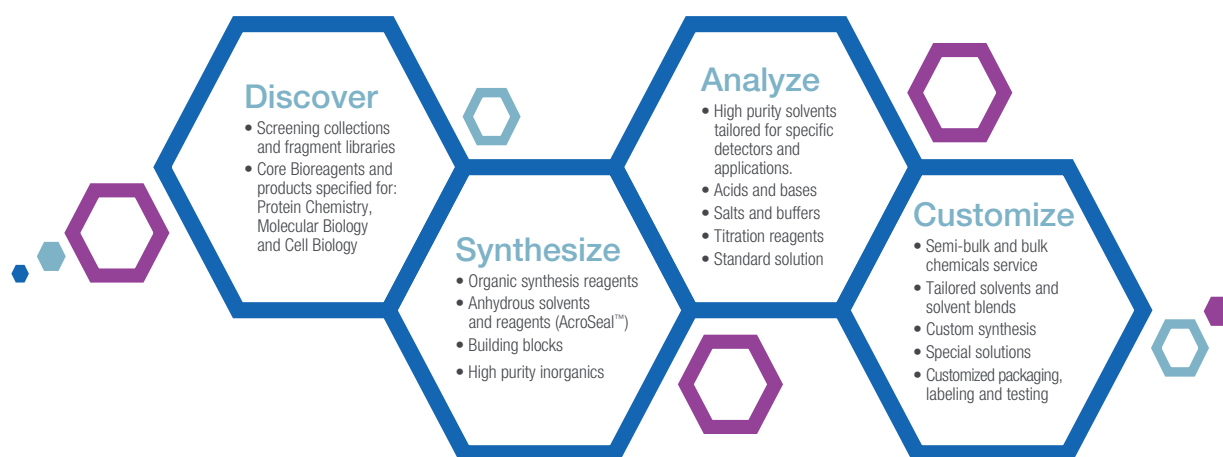 Discover
• Screening collections
and fragment libraries
• Core Bioreagents and
products specified for:
Protein Chemistry,
Molecular Biology
and Cell Biology
Synthesize
• Organic synthesis reagents
• Anhydrous solvents
and reagents (AcroSeal™)
• Building blocks
• High purity inorganics
Analyze
• High purity solvents
tailored for specific
detectors and
applications.
• Acids and bases
• Salts and buffers
• Titration reagents
• Standard solution
Customize
• Semi-bulk and bulk
chemicals service
• Tailored solvents and
solvent blends
• Custom synthesis
• Special solutions
• Customized packaging,
labeling and testing